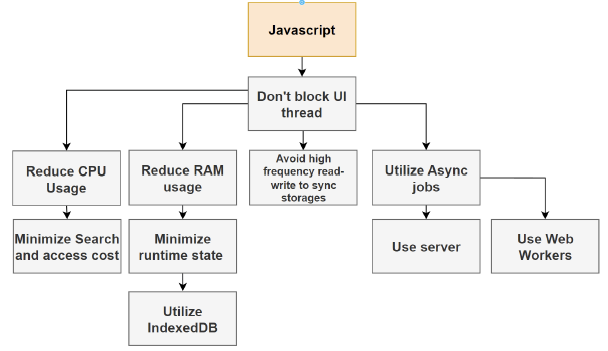 Javascript
Don't block UI
thread
Reduce CPU
Usage
Reduce RAM
usage
Avoid high
frequency read-
write to sync
storages
Utilize Async
jobs
Minimize Search
and access cost
Minimize
runtime state
Use server
Use Web
Workers
Utilize
IndexedDB